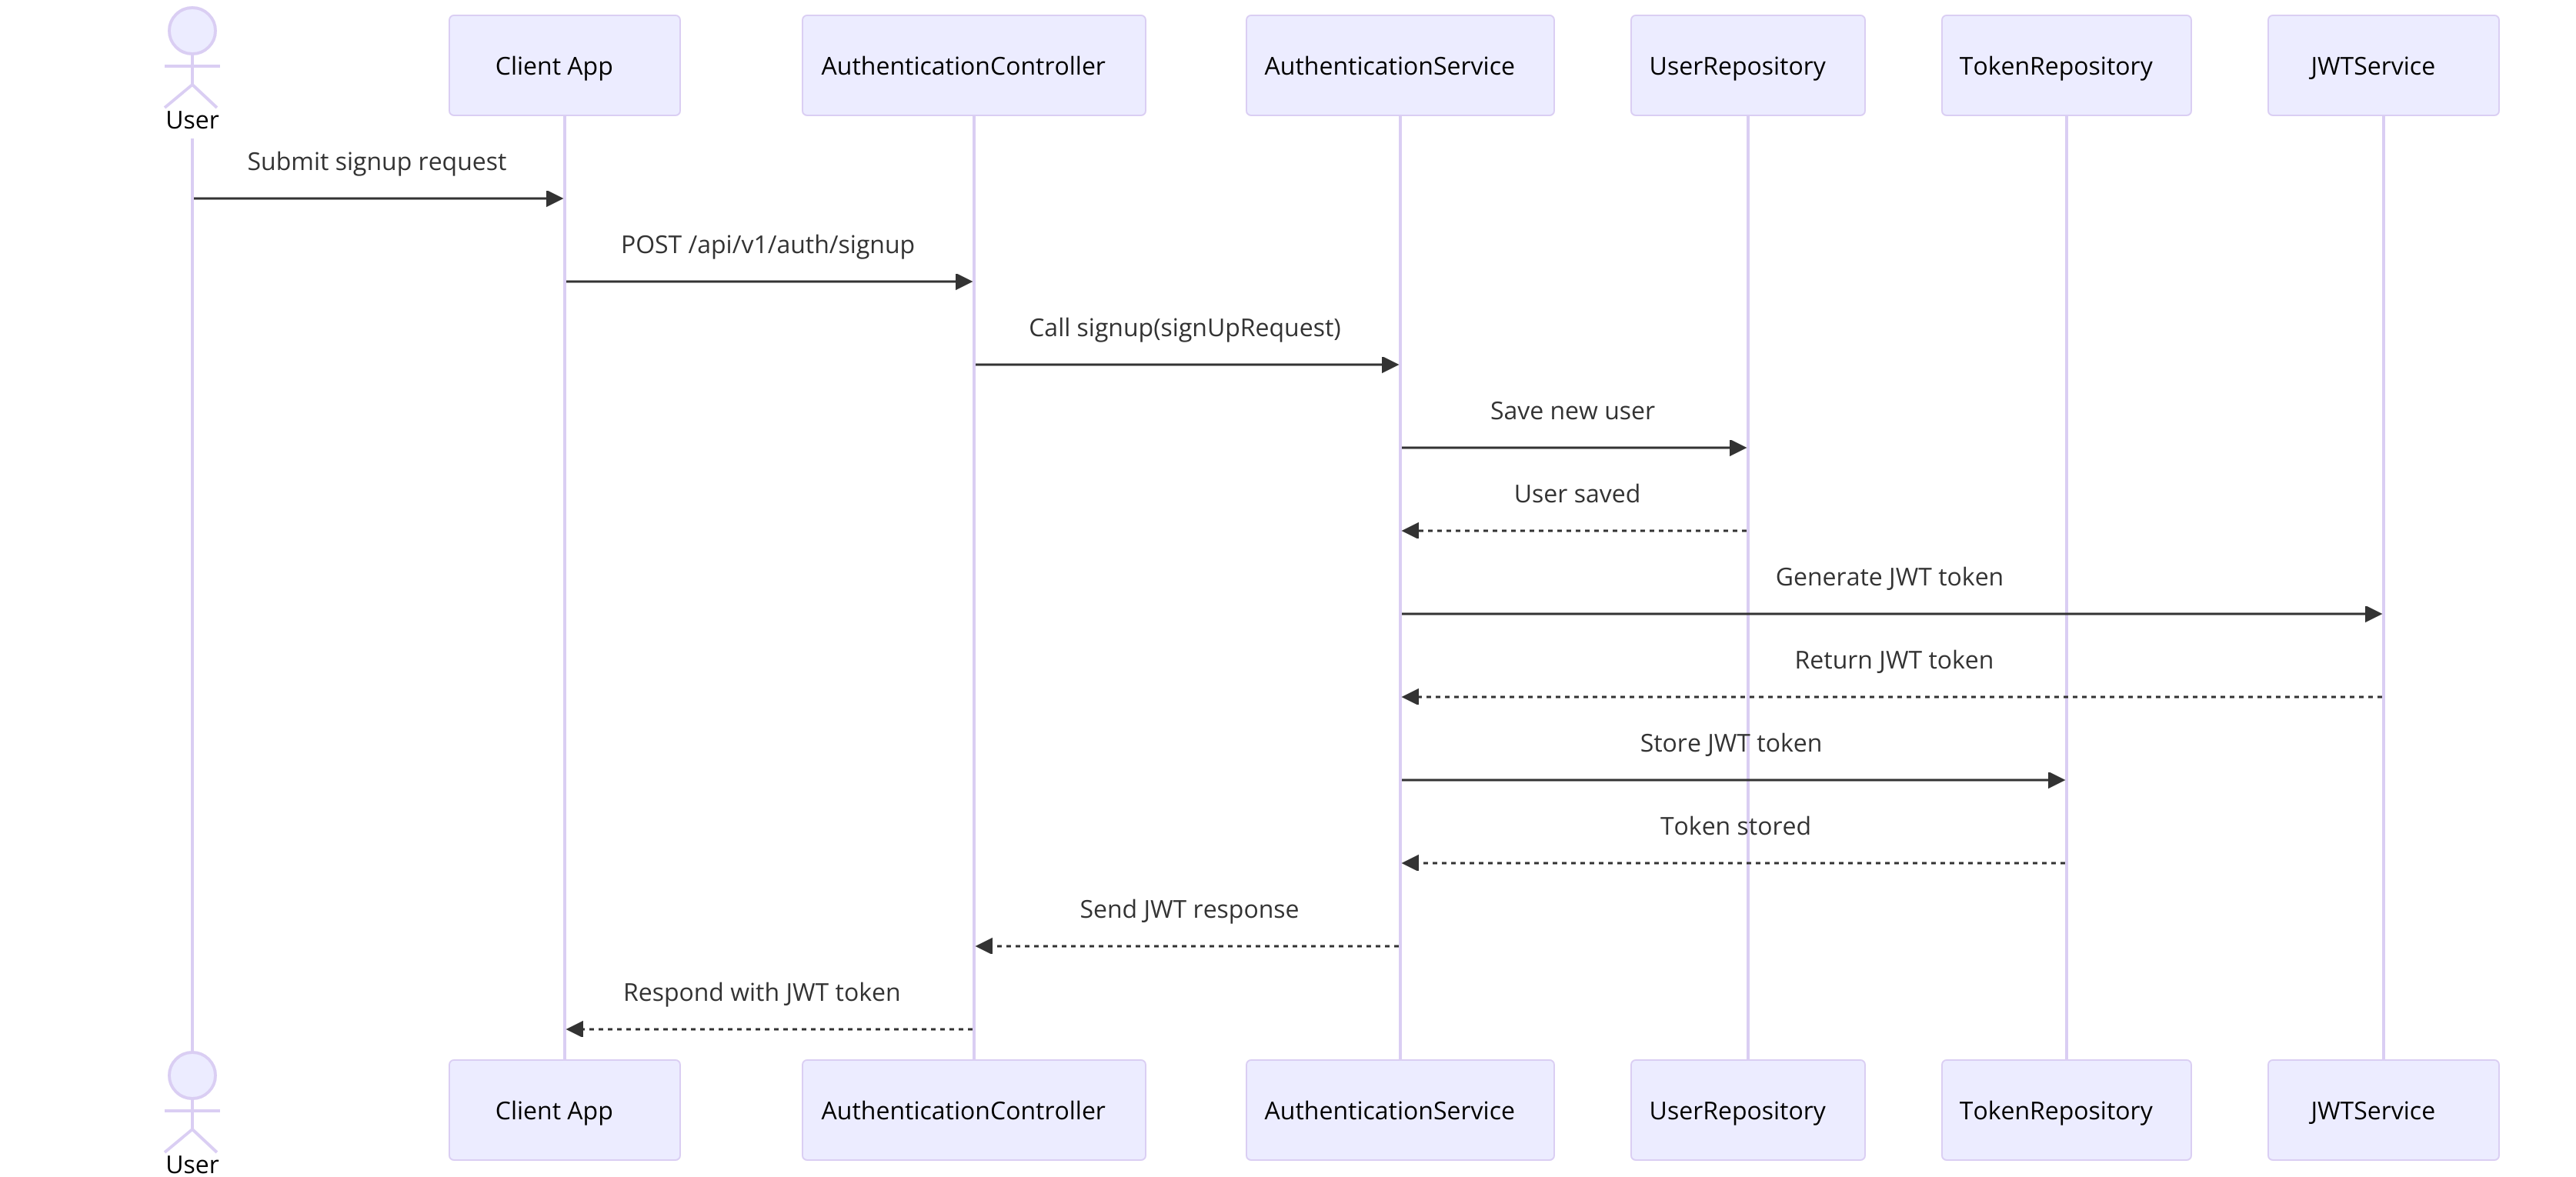 Client App
AuthenticationController
AuthenticationService
UserRepository
TokenRepository
JWTService
User
Submit signup request
POST /api/v1/auth/signup
Call signup(signUpRequest)
Save new user
User saved
Generate JWT token
Return JWT token
Store JWT token
Token stored
Send JWT response
Respond with JWT token
Client App
AuthenticationController
AuthenticationService
UserRepository
TokenRepository
JWTService
User